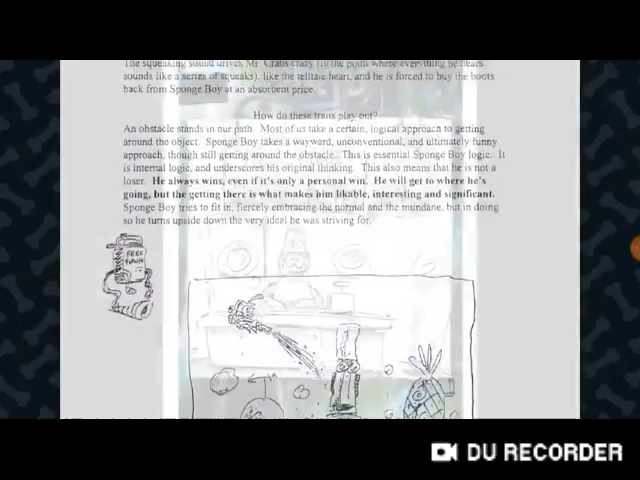 The squeaking sound drives Mr Crabs crazy (til the point where everything he hears
sounds like a series of squeaks), like the telltale heart, and he is forced to buy the boots
back from Sponge Boy at an absorbent price
How do these traits play out?
An obstacle stands in our path. Most of us take a certain, logical approach to getting
around the object. Sponge Boy takes a wayward, unconventional, and ultimately funny
approach, though still getting around the obstacle. This is essential Sponge Boy logic. It
is internal logic, and underscores his original thinking. This also means that he is not a
loser. He always wins, even if it's only a personal win. He will get to where he's
going, but the getting there is what makes him likable, interesting and significant.
Sponge Boy tries to fit in, fiercely embracing the normal and the mundane, but in doing
so he turns upside down the very ideal he was striving for.
REEF
DU RECORDER